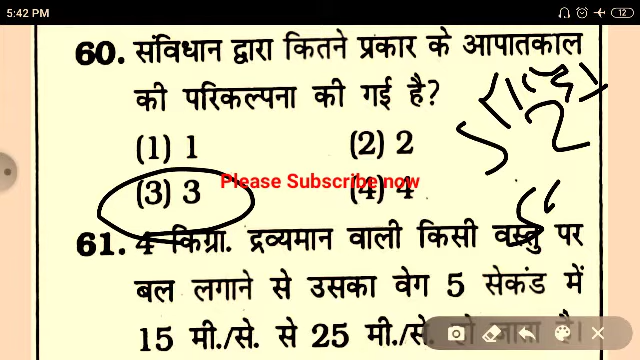 5:42 PM
12
60. संविधान द्वारा कितने प्रकार के आपातकाल
की परिकल्पना की गई है?
(1) 1 (2) 2
(3) 3 (4) 4
Please Subscribe now
61. 4 किग्रा. द्रव्यमान वाली किसी वस्तु पर
बल लगाने से उसका वेग 5 सेकंड में
15 मी./से. से 25 मी./से. हो जाता है।